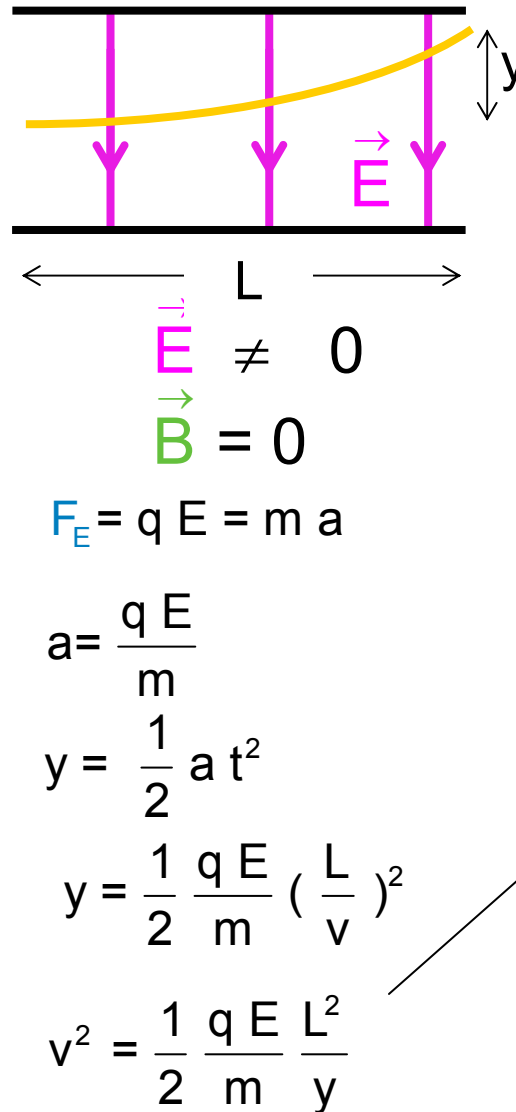 y
E⃗
L
E⃗ ≠ 0
B⃗ = 0
F_E = q E = m a
a= q E / m
y = 1/2 a t²
y = 1/2 q E / m ( L / v )²
v² = 1/2 q E / m L² / y